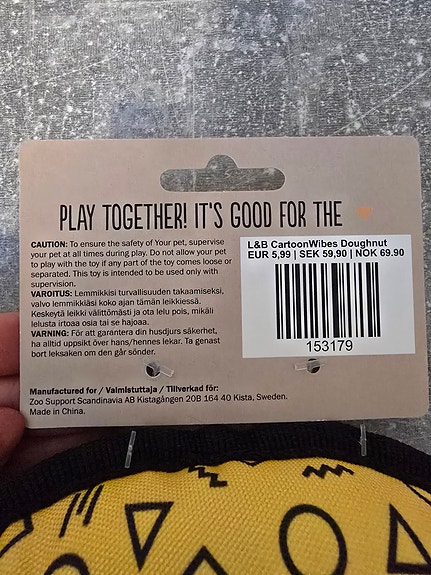 PLAY TOGETHER! IT'S GOOD FOR THE
CAUTION: To ensure the safety of Your pet, supervise
your pet at all times during play. Do not allow your pet
to play with the toy if any part of the toy comes loose or
separated. This toy is intended to be used only with
supervision.
VAROITUS: Lemmikkisi turvallisuuden takaamiseksi,
valvo lemmikkiäsi koko ajan tämän leikkiessä.
Keskeytä leikki välittömästi ja ota lelu pois, mikäli
lelusta irtoaa osia tai se hajoaa.
VARNING: För att garantera din husdjurs säkerhet,
ha alltid uppsikt över hans/hennes lekar. Ta genast
bort leksaken om den går sönder.
L&B CartoonWibes Doughnut
EUR 5,99 | SEK 59,90 | NOK 69.90
153179
Manufactured for / Valmistuttaja / Tillverkad för:
Zoo Support Scandinavia AB Kistagången 20B 164 40 Kista, Sweden.
Made in China.